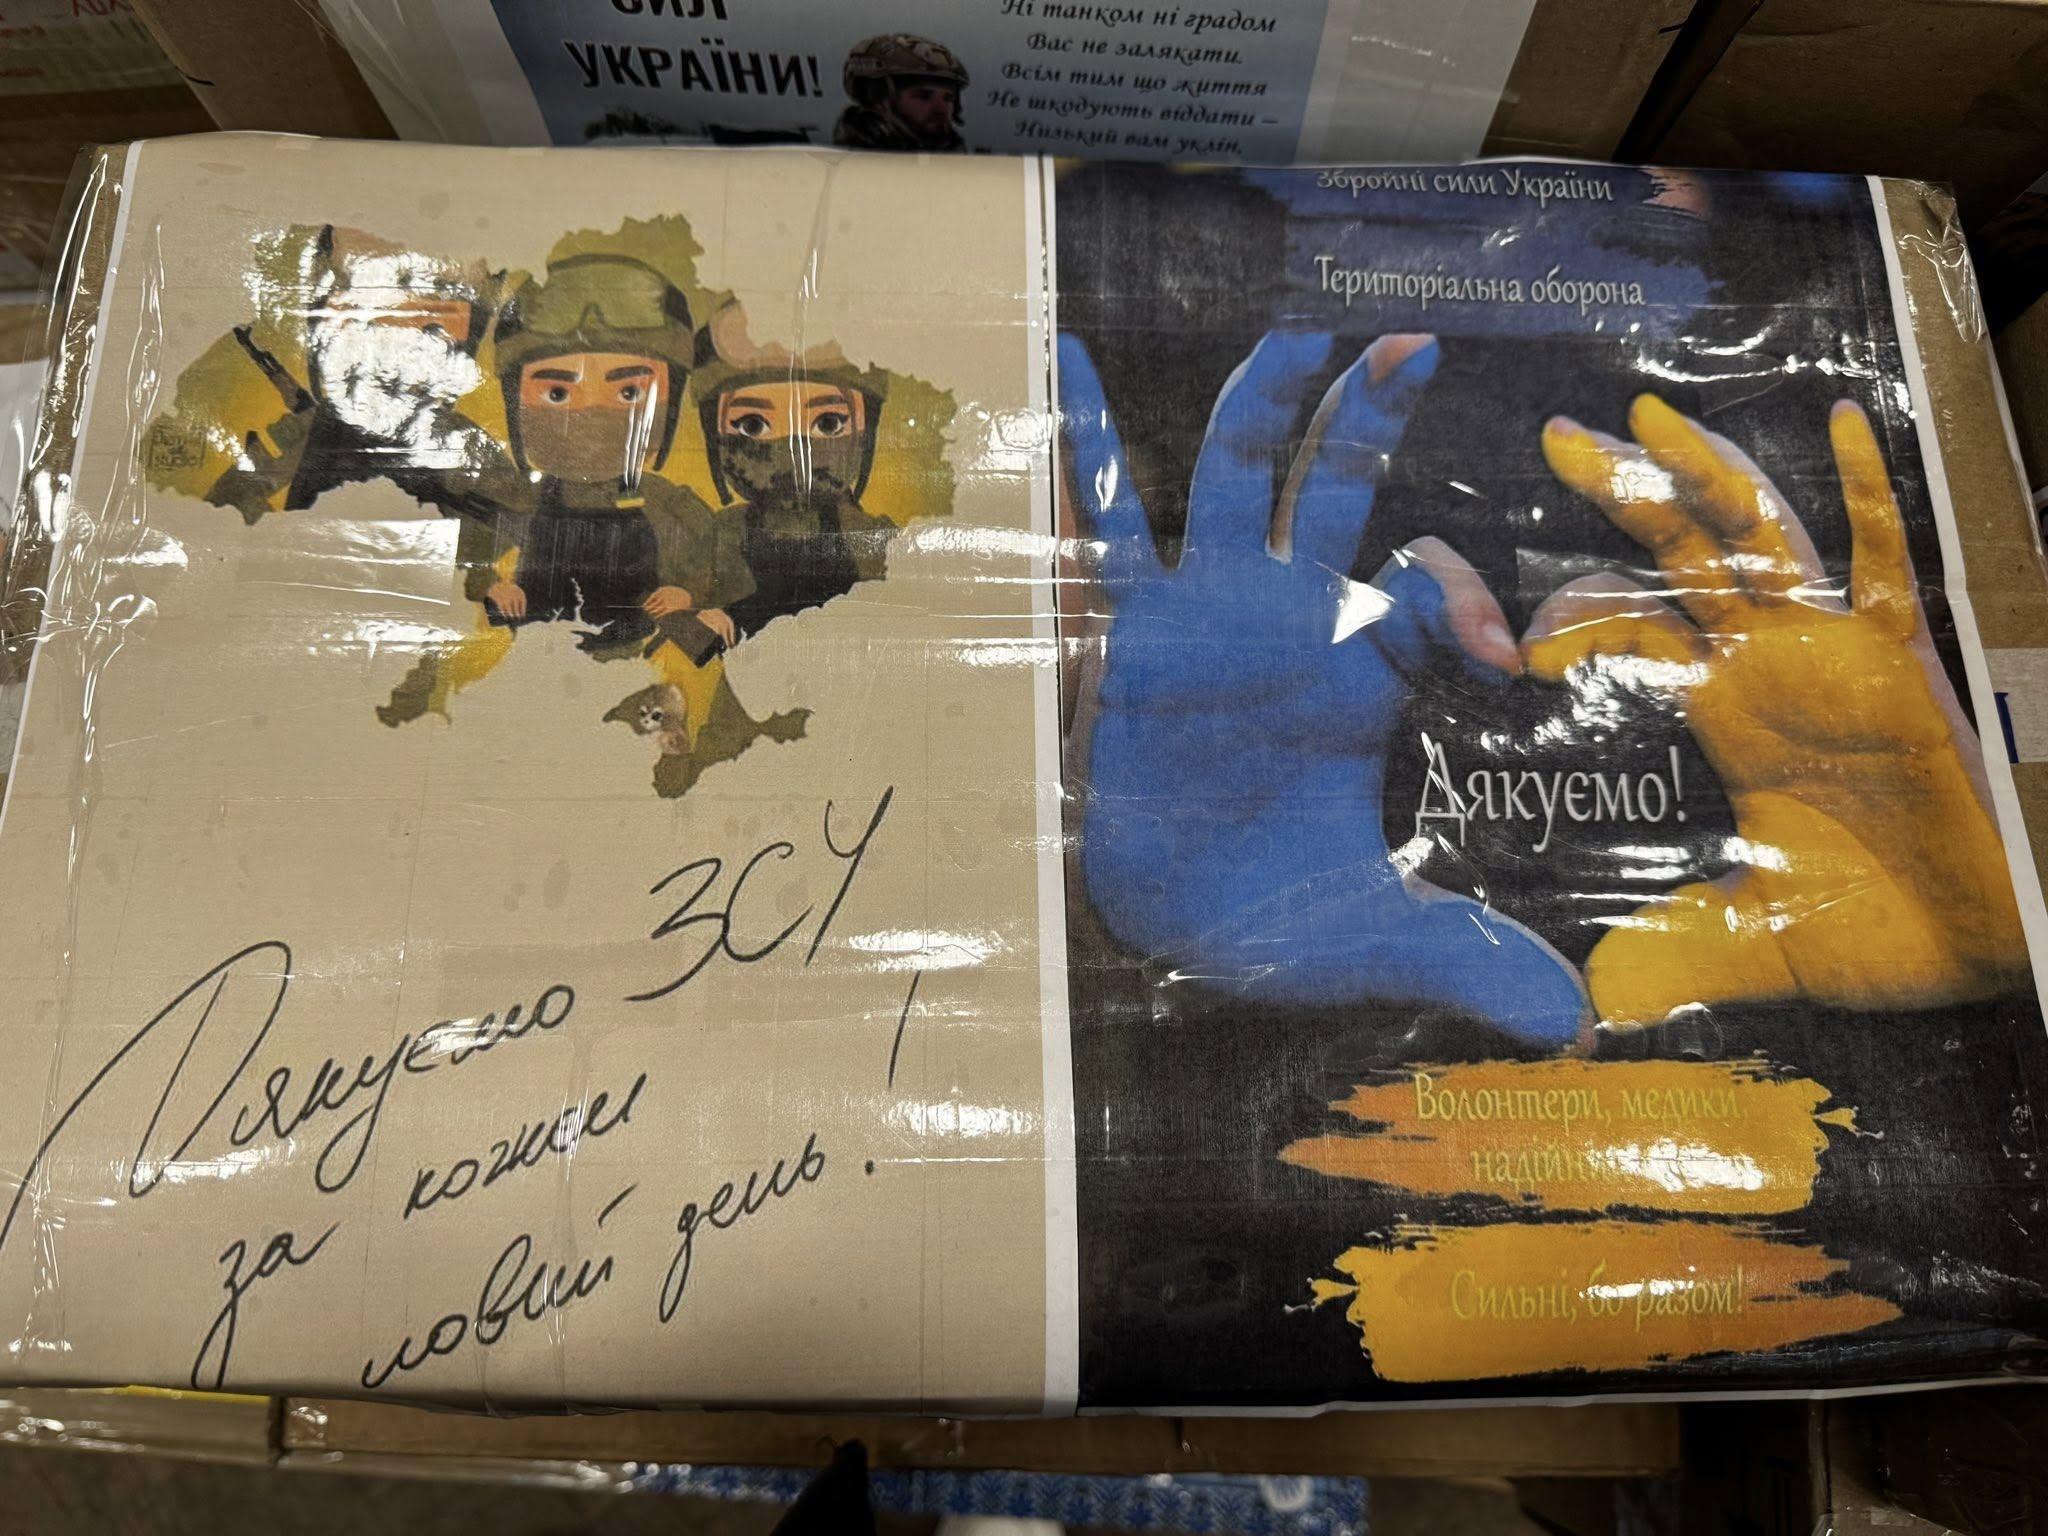 СИЛ
УКРАЇНИ!
Ні танком ні градом
Вас не залякати.
Всім тим що життя
Не шкодують віддати –
Низький вам уклін,
Збройні сили України
Територіальна оборона
Дякуємо!
Волонтери, медики,
надійні
Сильні, бо разом!
Дякуємо ЗСУ
за кожен
новий день!